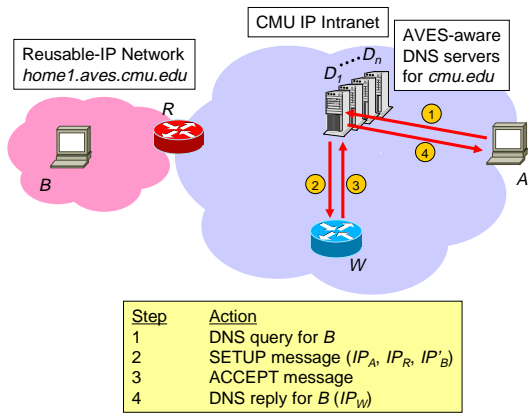 CMU IP Intranet
AVES-aware
DNS servers
for cmu.edu
Reusable-IP Network
home1.aves.cmu.edu
D1 ..... Dn
R
B
1
4
A
2
3
W
Step Action
1 DNS query for B
2 SETUP message (IPA, IPR, IP'B)
3 ACCEPT message
4 DNS reply for B (IPW)